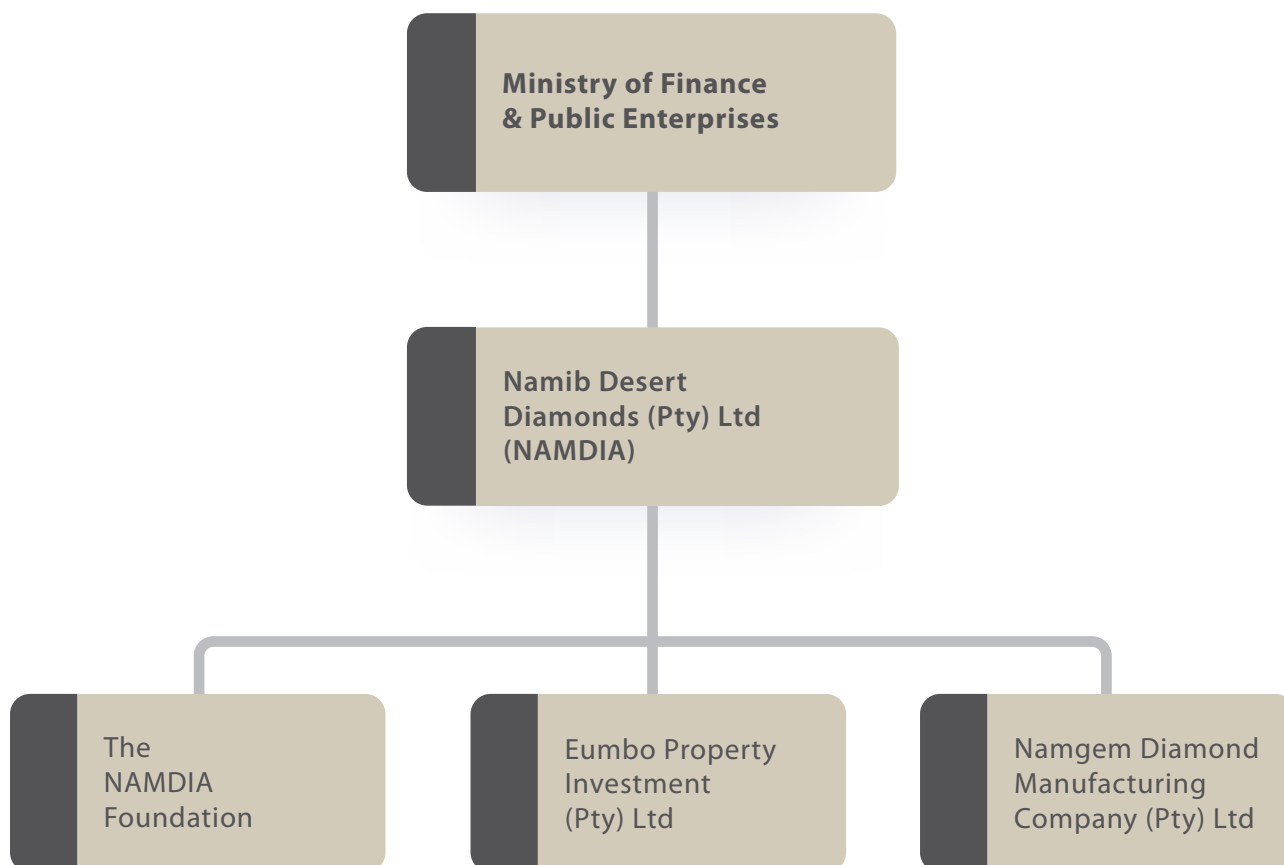 Ministry of Finance
& Public Enterprises
Namib Desert
Diamonds (Pty) Ltd
(NAMDIA)
The
NAMDIA
Foundation
Eumbo Property
Investment
(Pty) Ltd
Namgem Diamond
Manufacturing
Company (Pty) Ltd